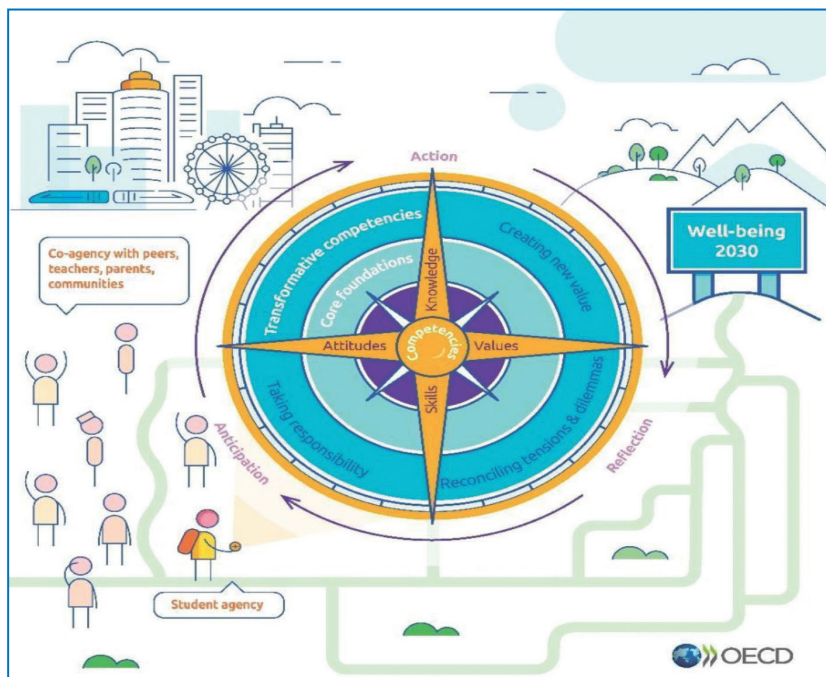 Action
Transformative competencies
Creating new value
Core foundations
Knowledge
Well-being
2030
Co-agency with peers,
teachers, parents,
communities
Attitudes
Competencies
Values
Skills
Taking responsibility
Reconciling tensions & dilemmas
Anticipation
Reflection
Student agency
OECD